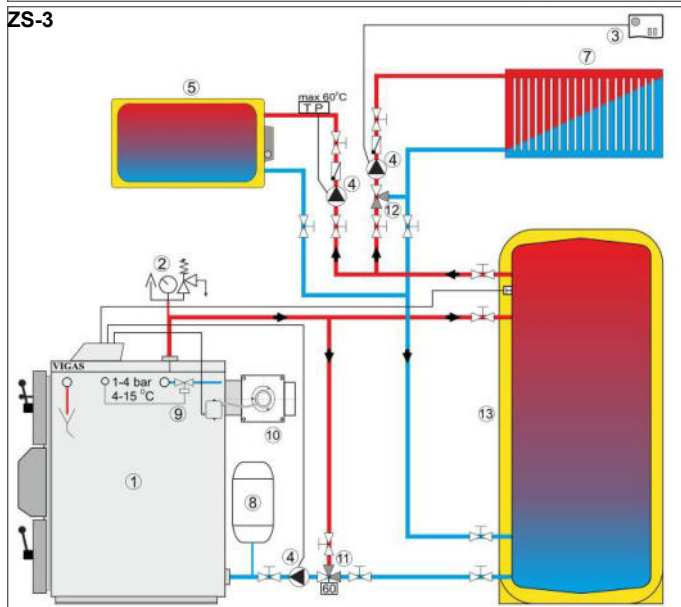 ZS-3
③
⑦
⑤
max 60°C
T P
④
④
⑫
②
VIGAS
1-4 bar
4-15 °C
⑨
⑩
⑬
①
⑧
④
⑪
60